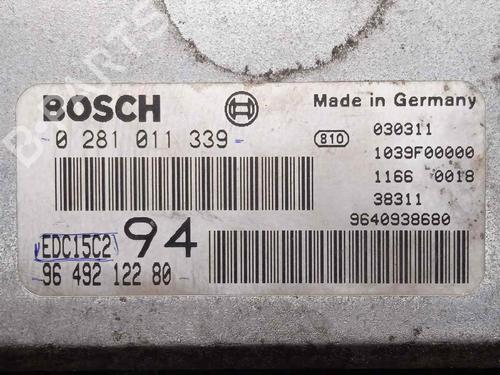 B-PARTS
BOSCH
Made in Germany
0 281 011 339
810
030311
1039F00000
1166 0018
38311
9640938680
EDC15C2
94
96 492 122 80